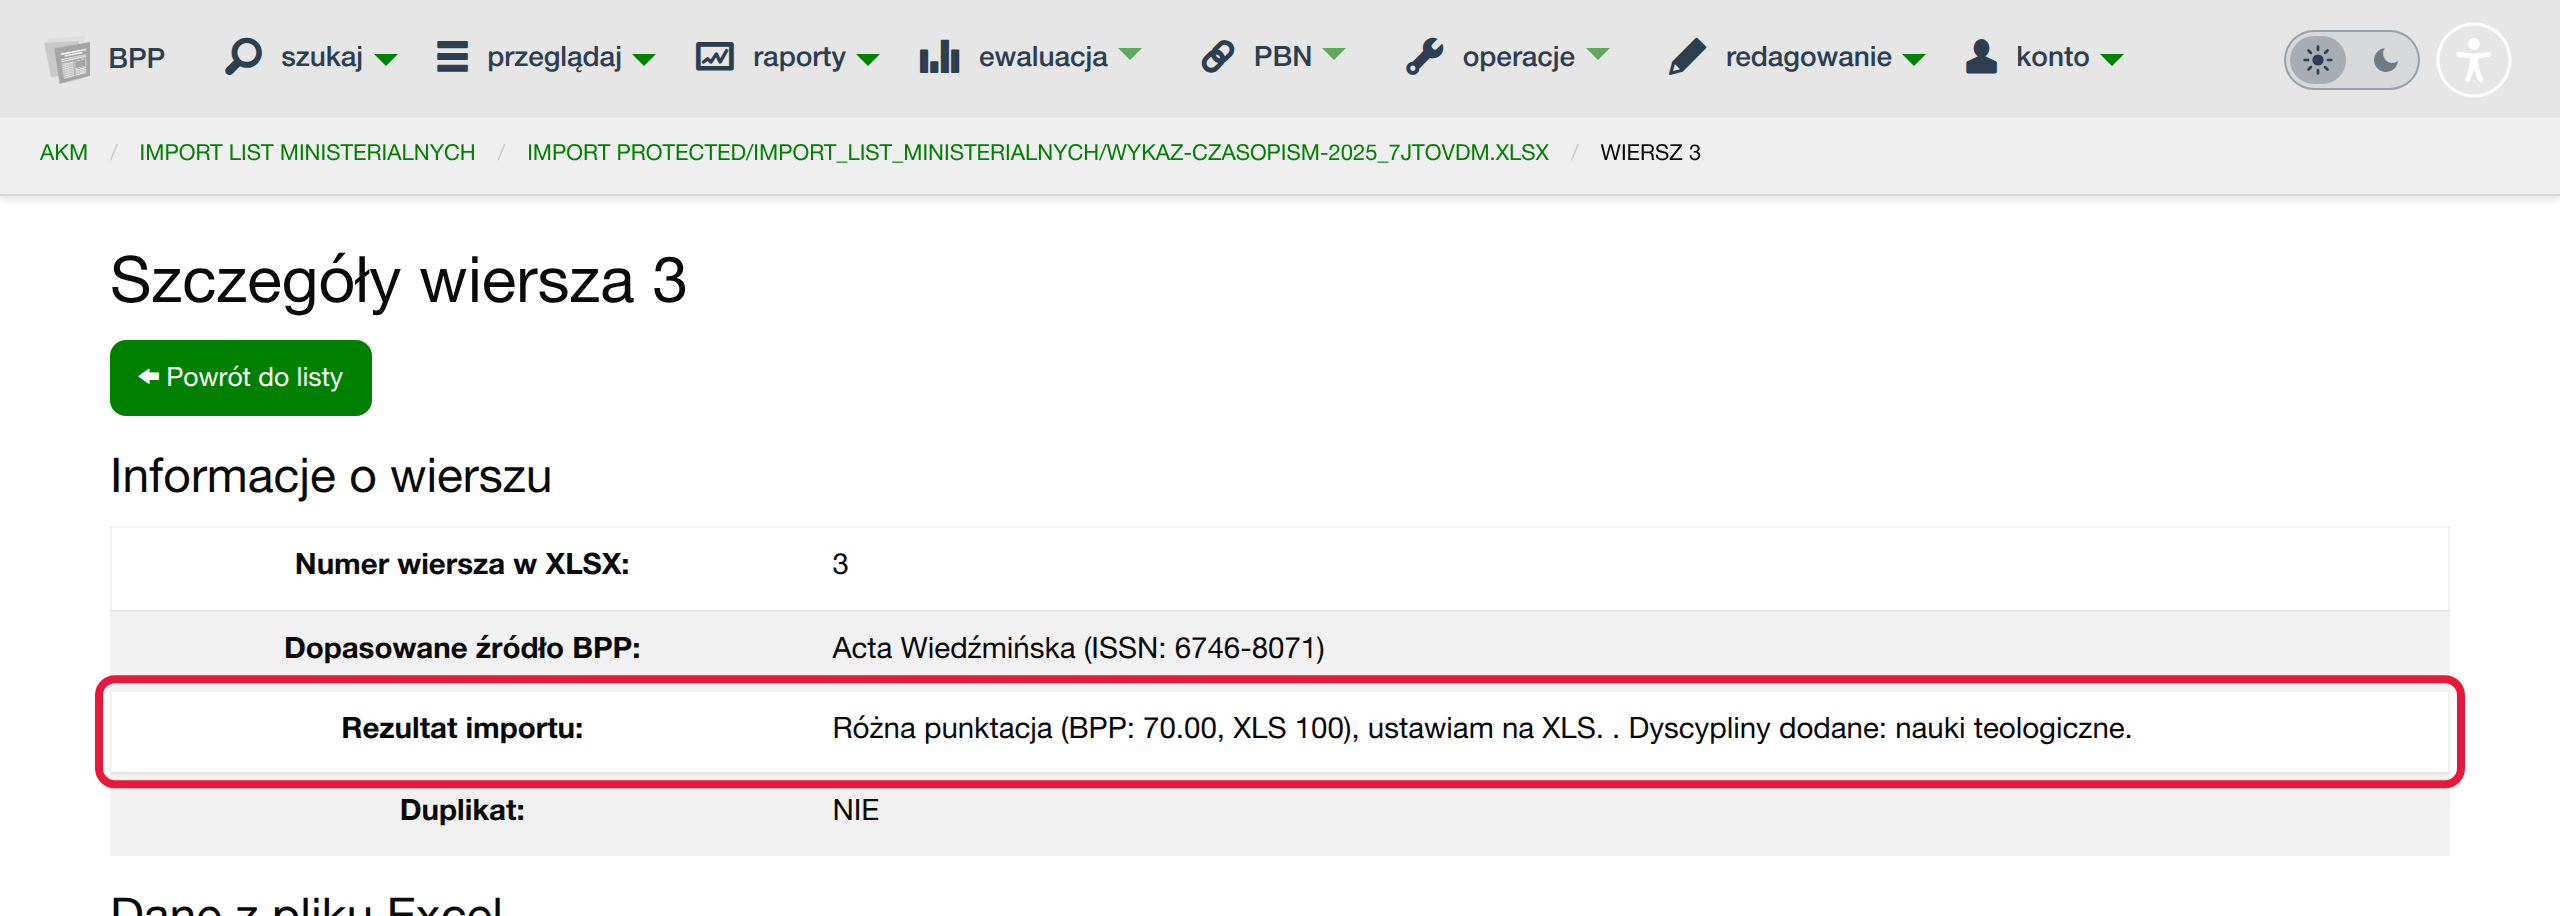 BPP szukaj przeglądaj raporty ewaluacja PBN operacje redagowanie konto
AKM / IMPORT LIST MINISTERIALNYCH / IMPORT PROTECTED/IMPORT_LIST_MINISTERIALNYCH/WYKAZ-CZASOPISM-2025_7JTOVDM.XLSX / WIERSZ 3
Szczegóły wiersza 3
Powrót do listy
Informacje o wierszu
Numer wiersza w XLSX: 3
Dopasowane źródło BPP: Acta Wiedźmińska (ISSN: 6746-8071)
Rezultat importu: Różna punktacja (BPP: 70.00, XLS 100), ustawiam na XLS. . Dyscypliny dodane: nauki teologiczne.
Duplikat: NIE
Dane z pliku Excel